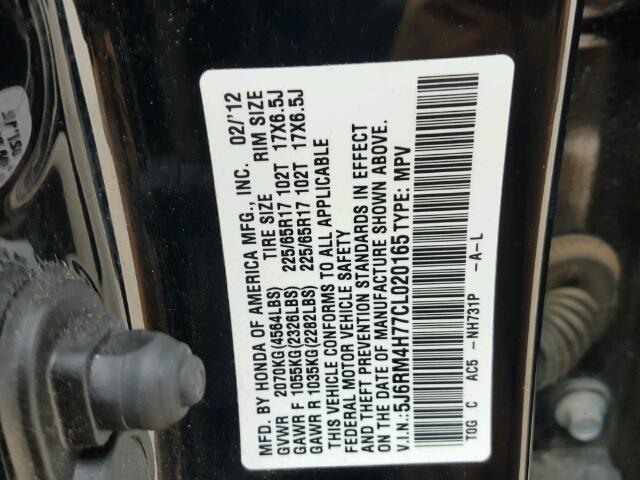 MFD. BY HONDA OF AMERICA MFG., INC. 02/'12
GVWR 2070KG(4564LBS) TIRE SIZE RIM SIZE
GAWR F 1055KG(2326LBS) 225/65R17 102T 17X6.5J
GAWR R 1035KG(2282LBS) 225/65R17 102T 17X6.5J
THIS VEHICLE CONFORMS TO ALL APPLICABLE
FEDERAL MOTOR VEHICLE SAFETY
AND THEFT PREVENTION STANDARDS IN EFFECT
ON THE DATE OF MANUFACTURE SHOWN ABOVE.
V.I.N.:5J6RM4H77CL020165 TYPE: MPV
TOG C AC5 -NH731P -A-L